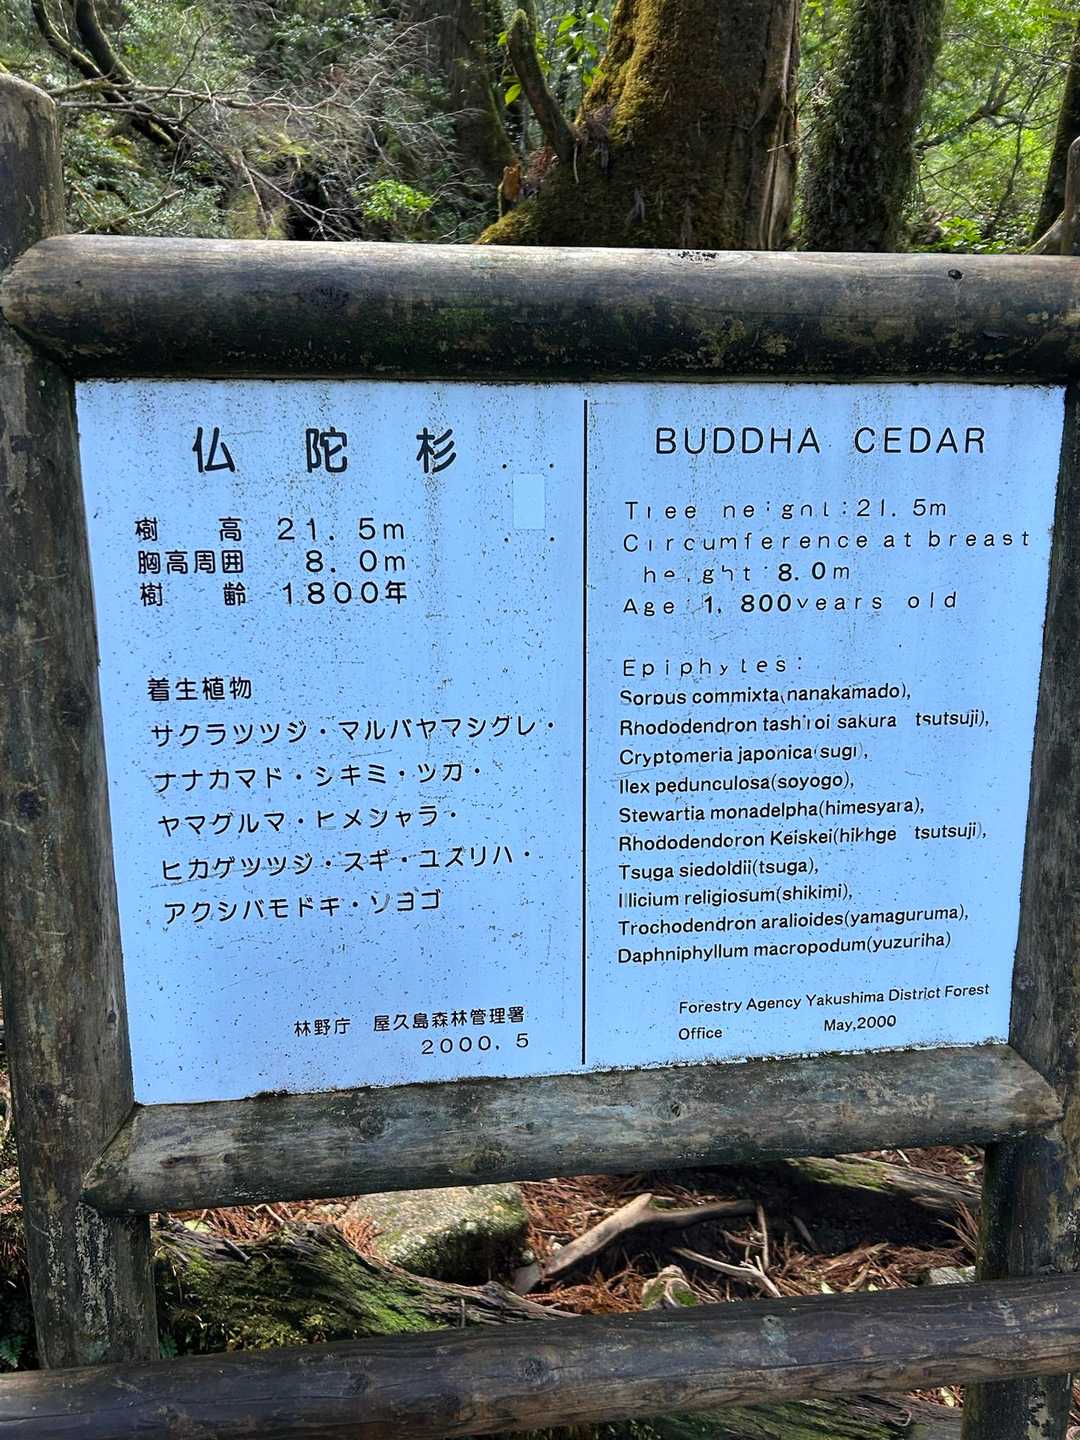 仏陀杉
樹高 21.5m
胸高周囲 8.0m
樹齢 1800年
着生植物
サクラツツジ・マルバヤマシグレ・
ナナカマド・シキミ・ツガ・
ヤマグルマ・ヒメシャラ・
ヒカゲツツジ・スギ・ユズリハ・
アクシバモドキ・ソヨゴ
林野庁 屋久島森林管理署
2000.5
BUDDHA CEDAR
Tree height:21.5m
Circumference at breast
height:8.0m
Age:1,800years old
Epiphytes:
Sorbus commixta(nanakamado),
Rhododendron tashiroi sakura tsutsuji),
Cryptomeria japonica(sugi),
Ilex pedunculosa(soyogo),
Stewartia monadelpha(himesyara),
Rhododendoron Keiskei(hikhge tsutsuji),
Tsuga siedoldii(tsuga),
Illicium religiosum(shikimi),
Trochodendron aralioides(yamaguruma),
Daphniphyllum macropodum(yuzuriha)
Forestry Agency Yakushima District Forest
Office May,2000